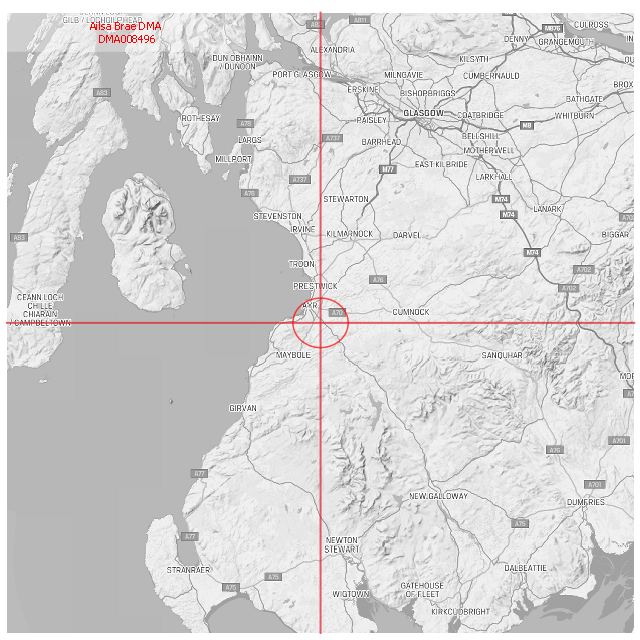 GILB / LOCHGILPHEAD
Ailsa Brae DMA
DMA008496
A82
A811
CULROSS
M876
DENNY
GRANGEMOUTH
ALEXANDRIA
DUN OBHAINN
/ DUNOON
KILSYTH
PORT GLASGOW
MILNGAVIE
CUMBERNAULD
ERSKINE
BISHOPBRIGGS
A83
BATHGATE
ROTHESAY
GLASGOW
COATBRIDGE
WHITBURN
PAISLEY
A78
M8
BELLSHILL
LARGS
A737
BARRHEAD
MOTHERWELL
MILLPORT
EAST KILBRIDE
M77
LARKHALL
A737
A78
STEWARTON
M74
LANARK
STEVENSTON
M74
IRVINE
KILMARNOCK
DARVEL
BIGGAR
A83
M74
TROON
A702
A76
PRESTWICK
A702
CEANN LOCH
CHILLE
CHIARAIN
/ CAMPBELTOWN
AYR
A70
CUMNOCK
MAYBOLE
SANQUHAR
GIRVAN
A701
A76
A77
A701
NEW GALLOWAY
DUMFRIES
A75
A77
NEWTON
STEWART
STRANRAER
DALBEATTIE
A75
A75
GATEHOUSE
OF FLEET
WIGTOWN
KIRKCUDBRIGHT